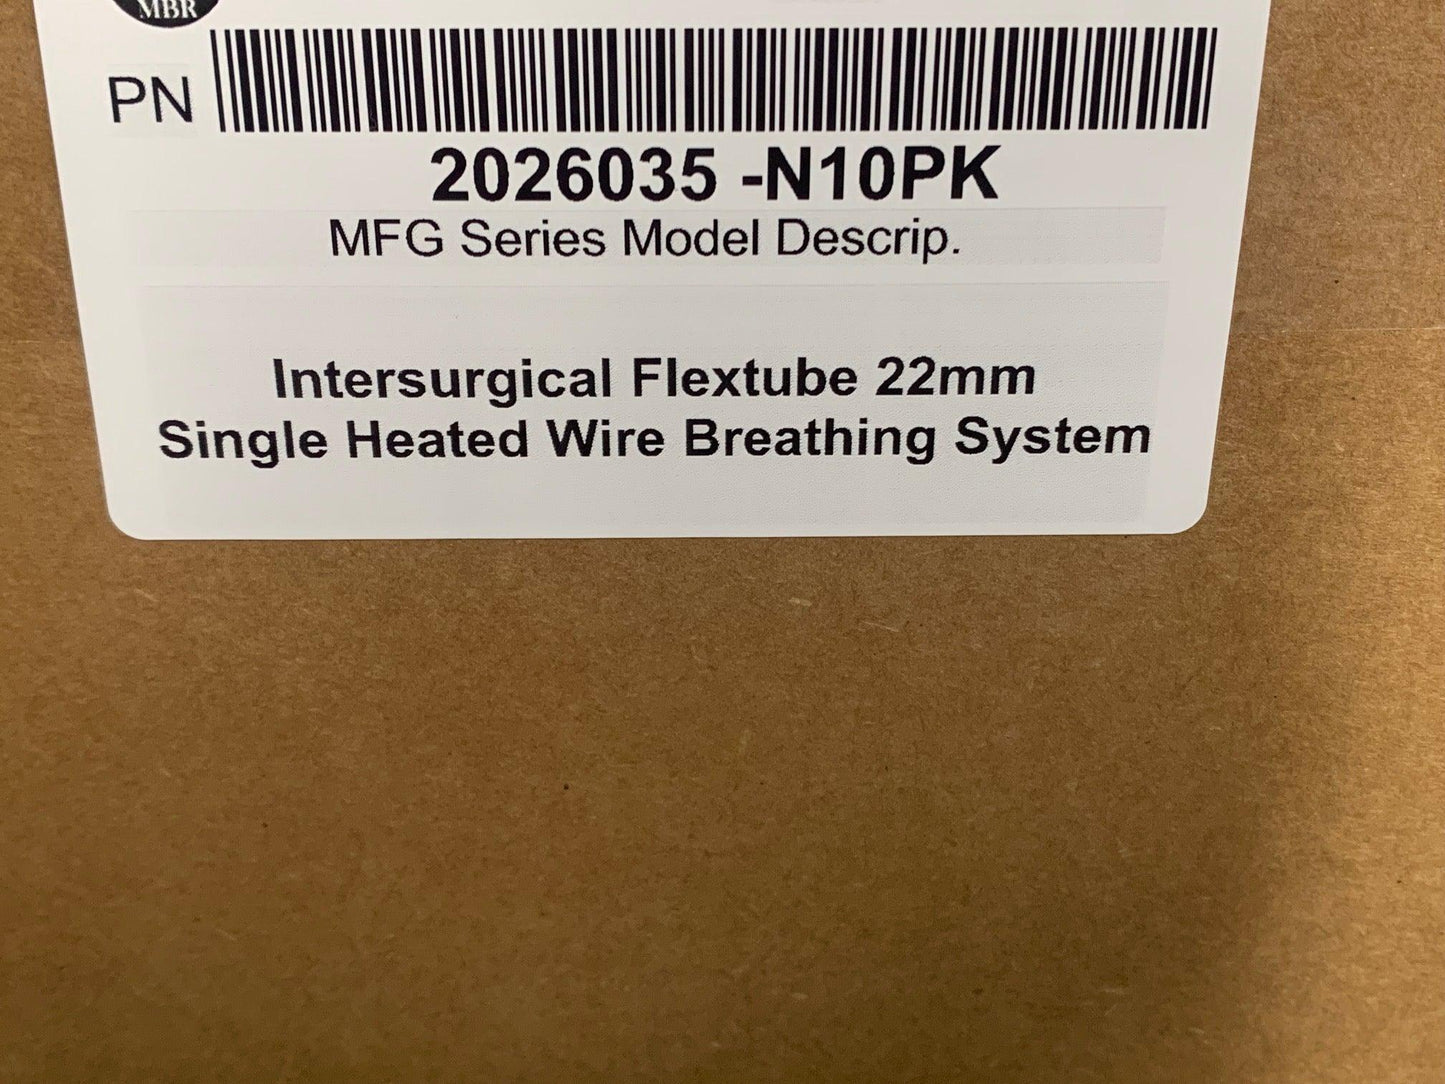 MBR
PN
2026035 -N10PK
MFG Series Model Descrip.
Intersurgical Flextube 22mm
Single Heated Wire Breathing System